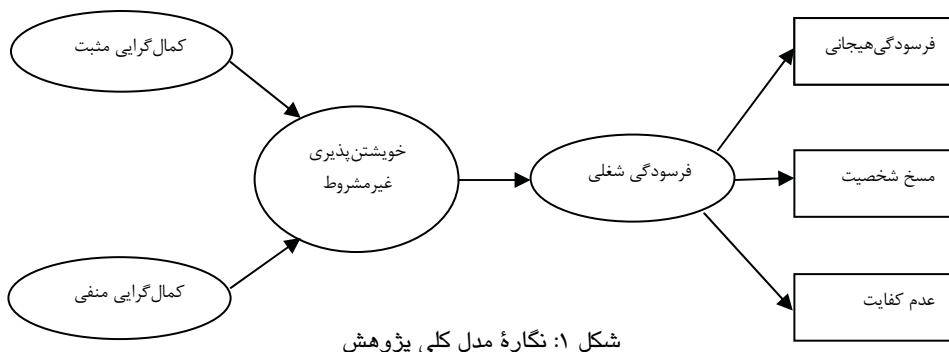 کمال‌گرایی مثبت
خویشتن‌پذیری
غیرمشروط
کمال‌گرایی منفی
فرسودگی شغلی
فرسودگی‌هیجانی
مسخ شخصیت
عدم کفایت
شکل ۱: نگارهٔ مدل کلی پژوهش